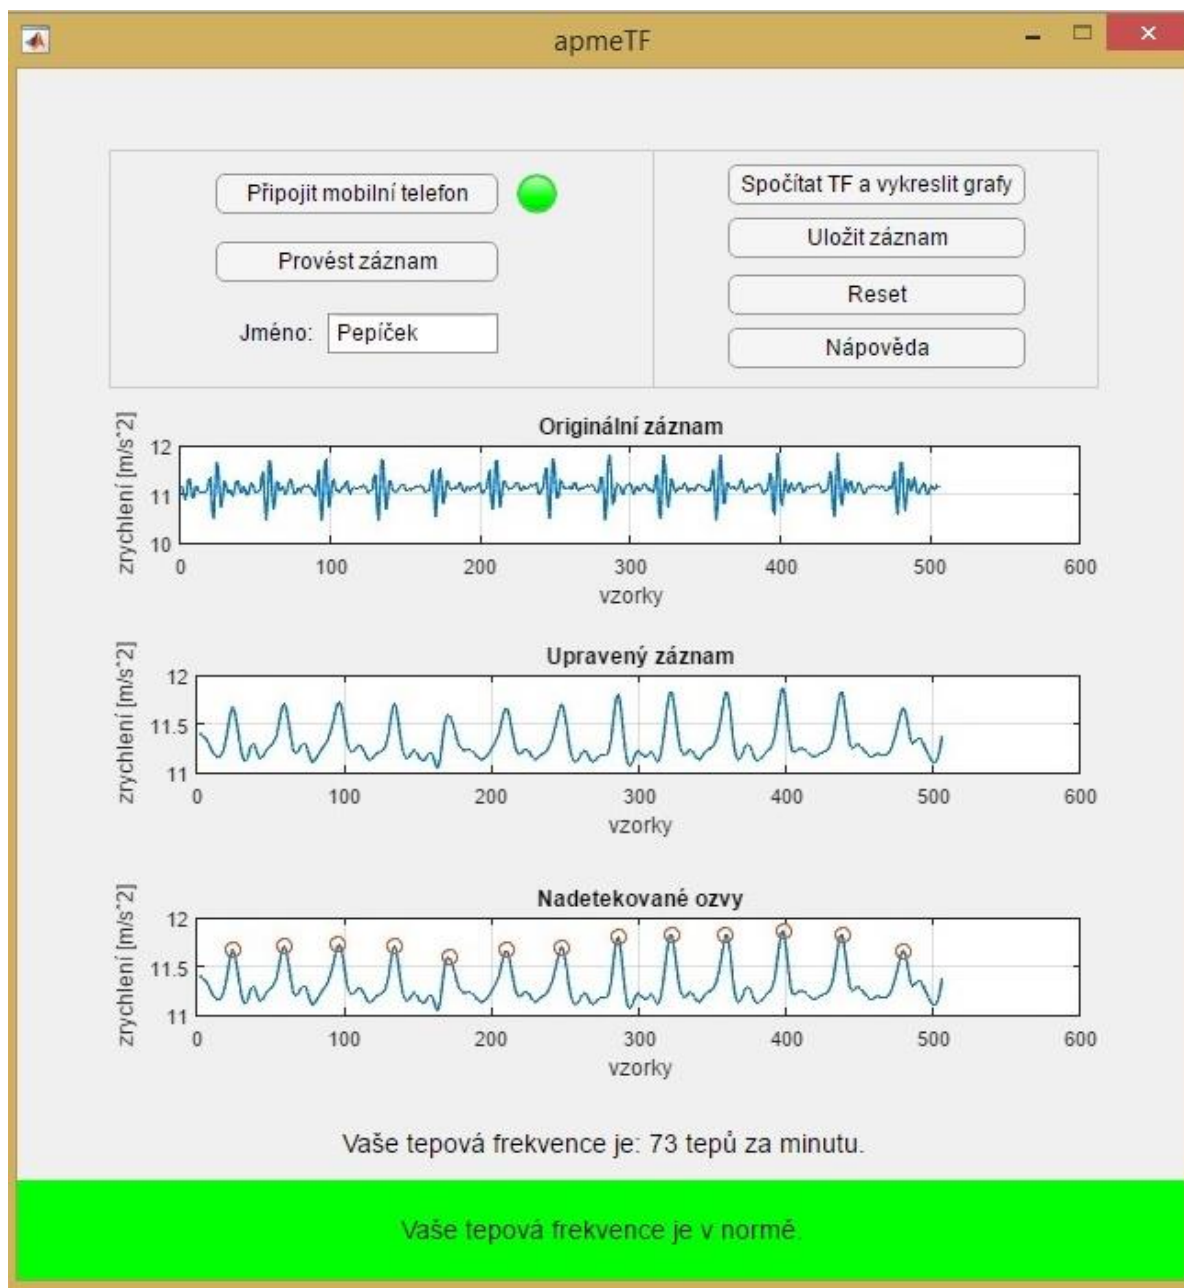 apmeTF
Připojit mobilní telefon
Provést záznam
Jméno: Pepíček
Spočítat TF a vykreslit grafy
Uložit záznam
Reset
Nápověda
Originální záznam
zrychlení [m/s^2]
12
11
10
0 100 200 300 400 500 600
vzorky
Upravený záznam
zrychlení [m/s^2]
12
11.5
11
0 100 200 300 400 500 600
vzorky
Nadetekované ozvy
zrychlení [m/s^2]
12
11.5
11
0 100 200 300 400 500 600
vzorky
Vaše tepová frekvence je: 73 tepů za minutu.
Vaše tepová frekvence je v normě.